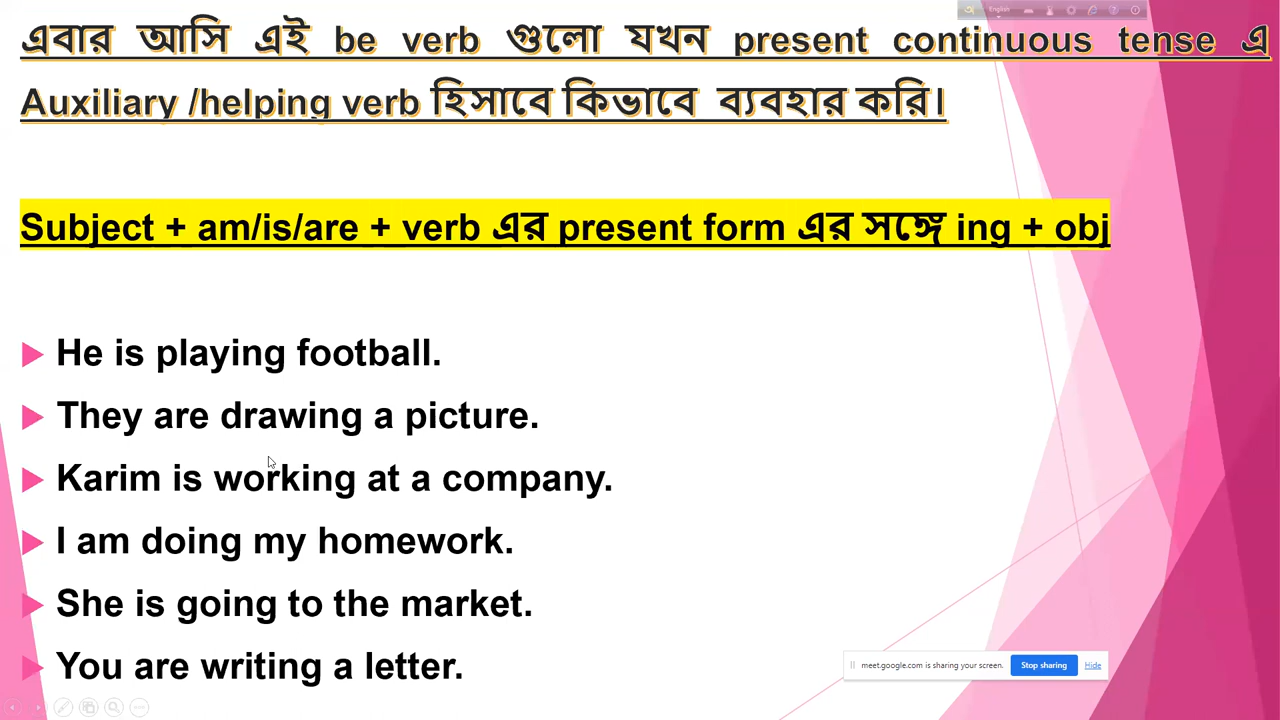 English
এবার আসি এই be verb গুলো যখন present continuous tense এ
Auxiliary /helping verb হিসাবে কিভাবে ব্যবহার করি।
Subject + am/is/are + verb এর present form এর সঙ্গে ing + obj
He is playing football.
They are drawing a picture.
Karim is working at a company.
I am doing my homework.
She is going to the market.
You are writing a letter.
meet.google.com is sharing your screen. Stop sharing Hide